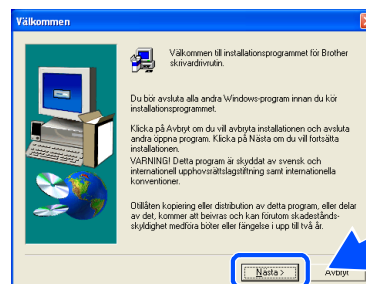 Välkommen
Välkommen till installationsprogrammet för Brother
skrivardrivrutin.
Du bör avsluta alla andra Windows-program innan du kör
installationsprogrammet.
Klicka på Avbryt om du vill avbryta installationen och avsluta
andra öppna program. Klicka på Nästa om du vill fortsätta
installationen.
VARNING! Detta program är skyddat av svensk och
internationell upphovsrättslagstiftning samt internationella
konventioner.
Otillåten kopiering eller distribution av detta program, eller delar
av det, kommer att beivras och kan förutom skadestånds-
skyldighet medföra böter eller fängelse i upp till två år.
Nästa >
Avbryt